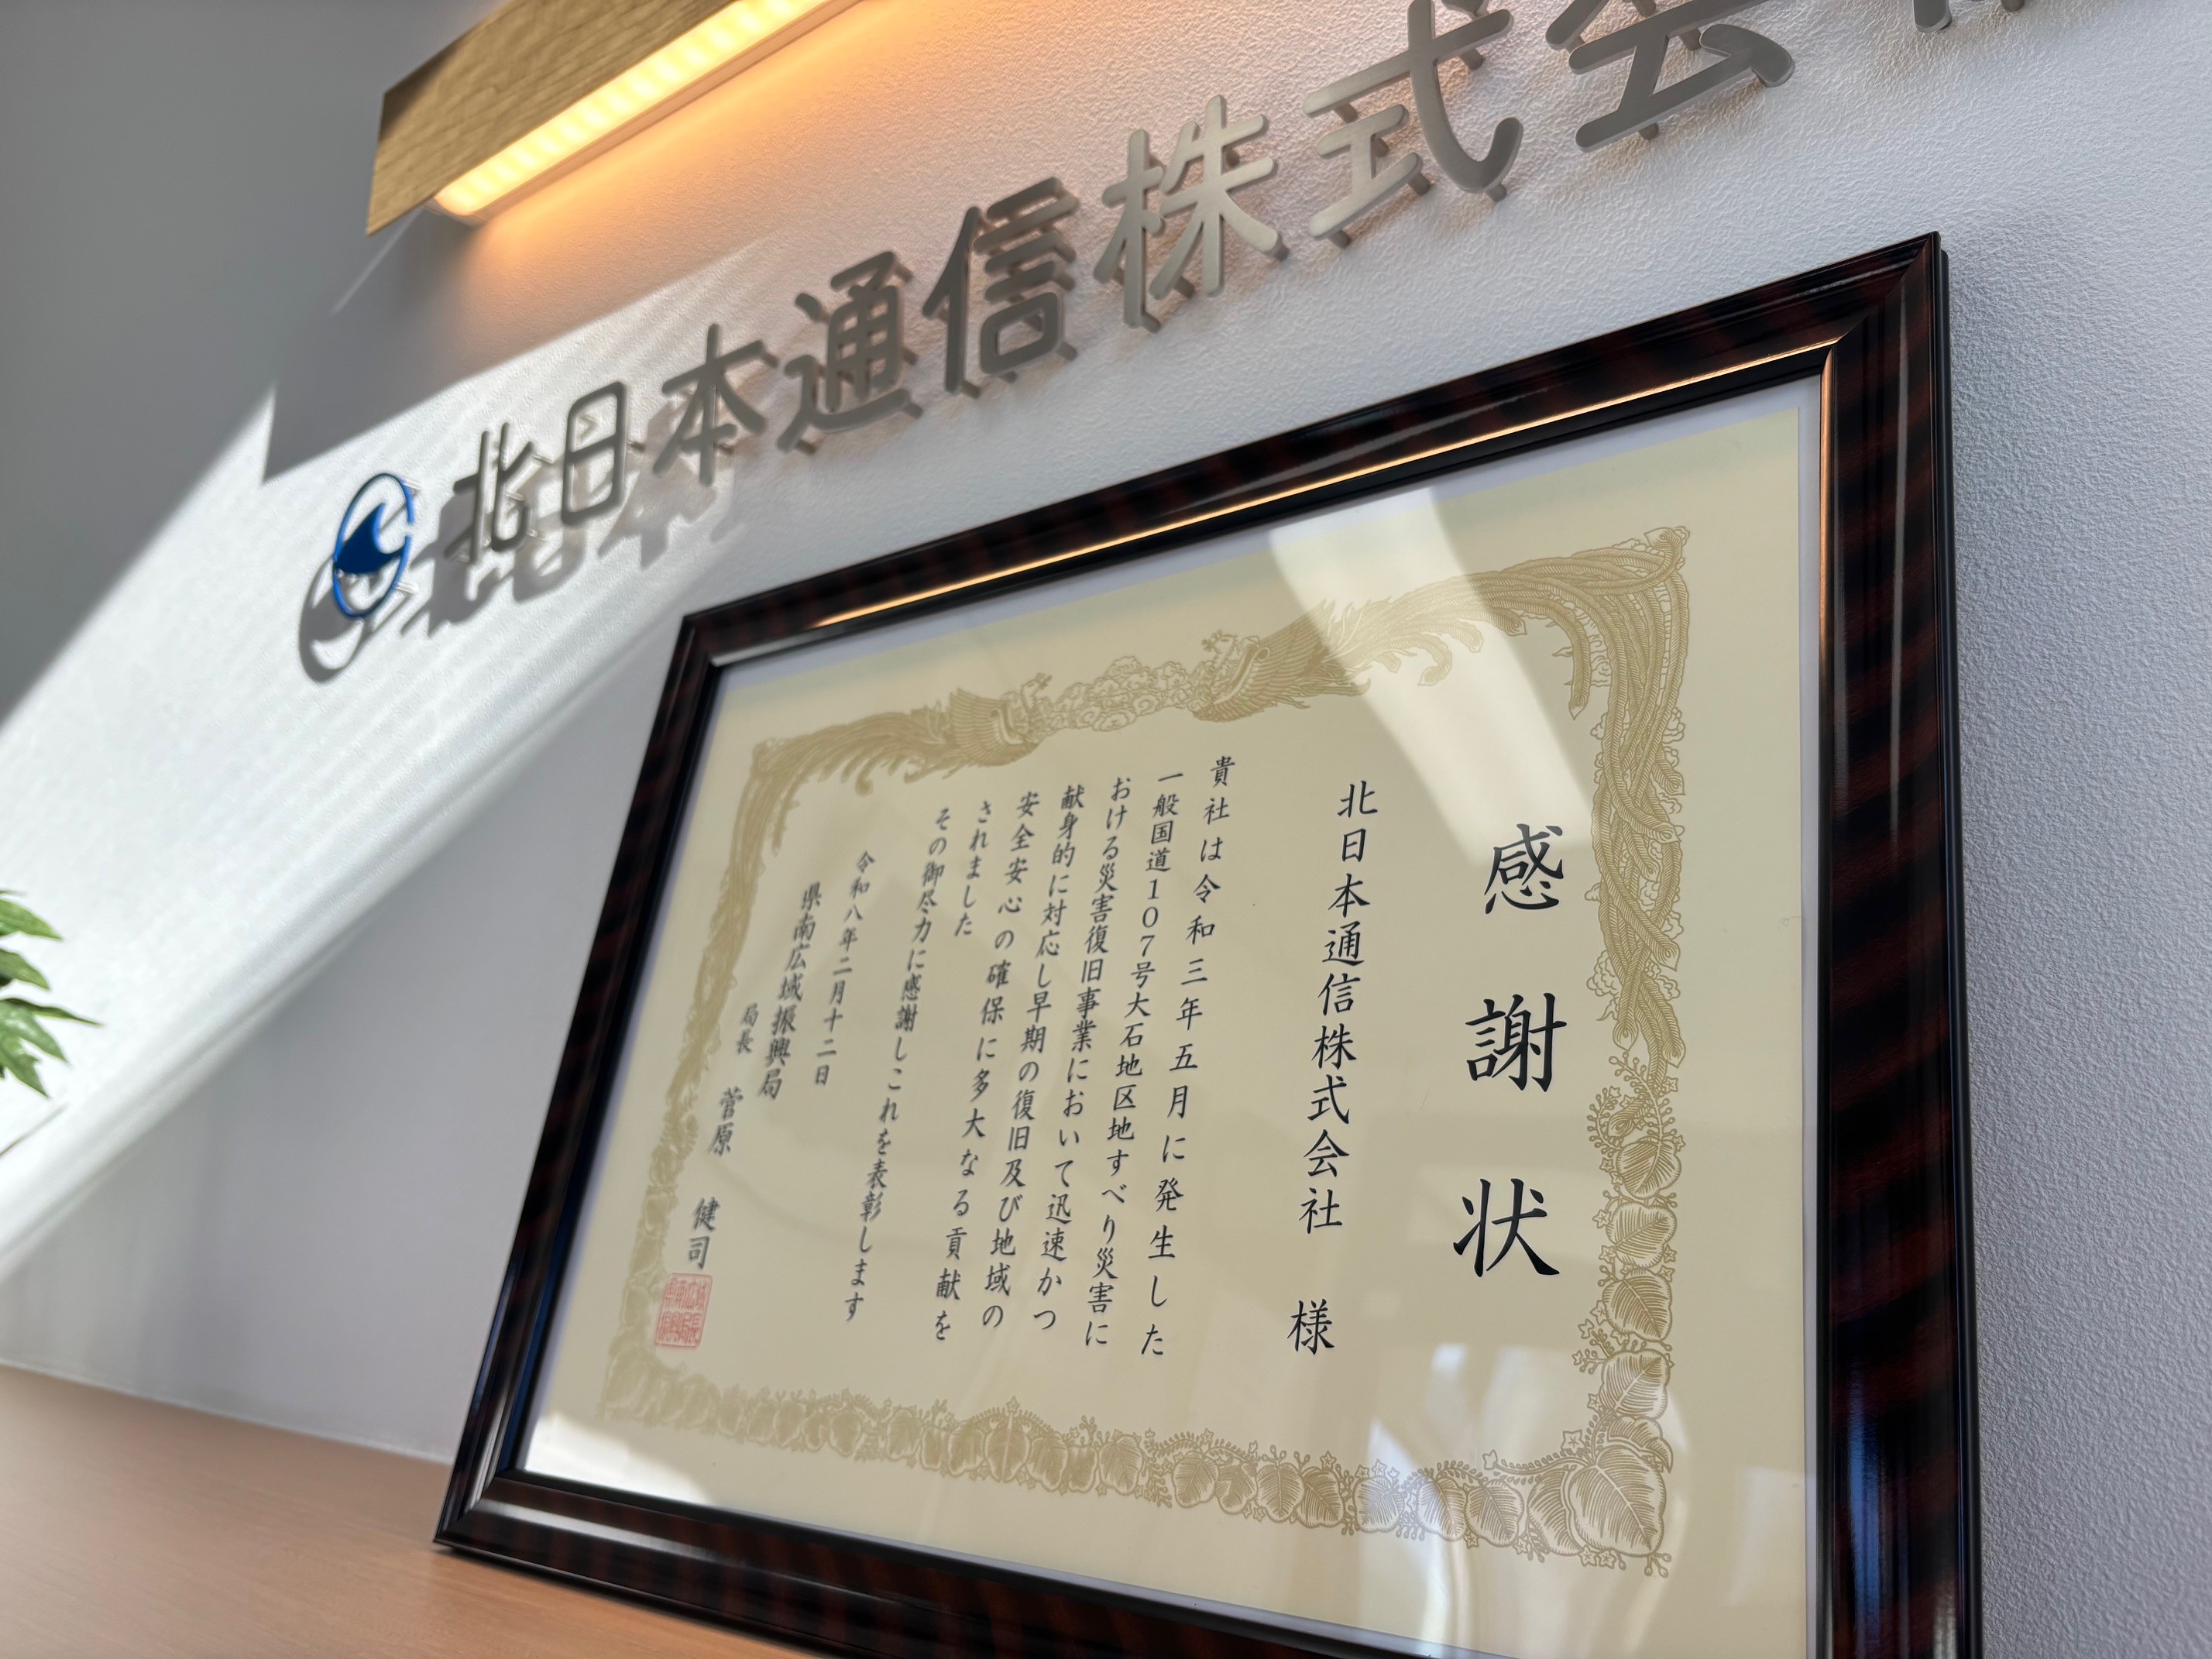 北日本通信株式会
感謝状
北日本通信株式会社 様
貴社は令和三年五月に発生した
一般国道107号大石地区地すべり災害に
おける災害復旧事業において迅速かつ
献身的に対応し早期の復旧及び地域の
安全安心の確保に多大なる貢献を
されました
その御尽力に感謝しこれを表彰します
令和八年二月十二日
県南広域振興局
局長 菅原 健司